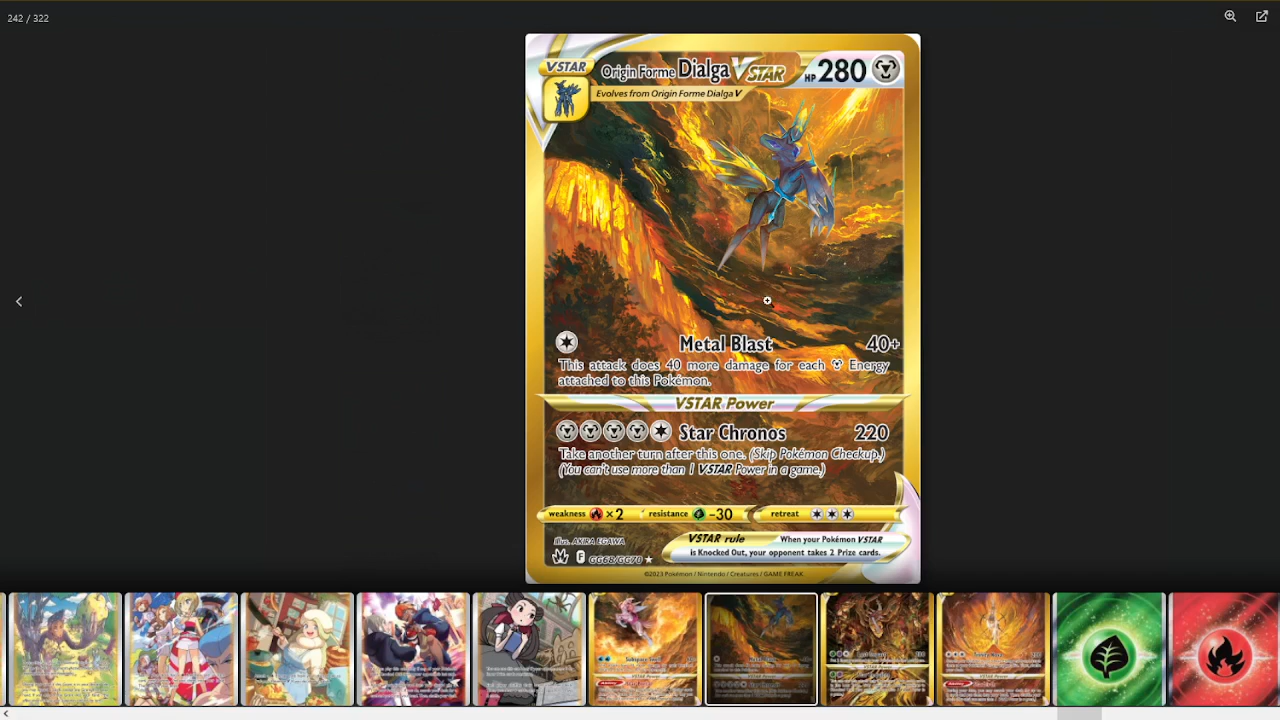 242 / 322
VSTAR
Origin Forme Dialga VSTAR HP 280
Evolves from Origin Forme Dialga V
Metal Blast 40+
This attack does 40 more damage for each Energy
attached to this Pokémon.
VSTAR Power
Star Chronos 220
Take another turn after this one. (Skip Pokémon Checkup.)
(You can't use more than 1 VSTAR Power in a game.)
weakness ×2 resistance -30 retreat
Illus. AKIRA EGAWA
VSTAR rule When your Pokémon VSTAR
is Knocked Out, your opponent takes 2 Prize cards.
F GG68/GG70
©2023 Pokémon / Nintendo / Creatures / GAME FREAK